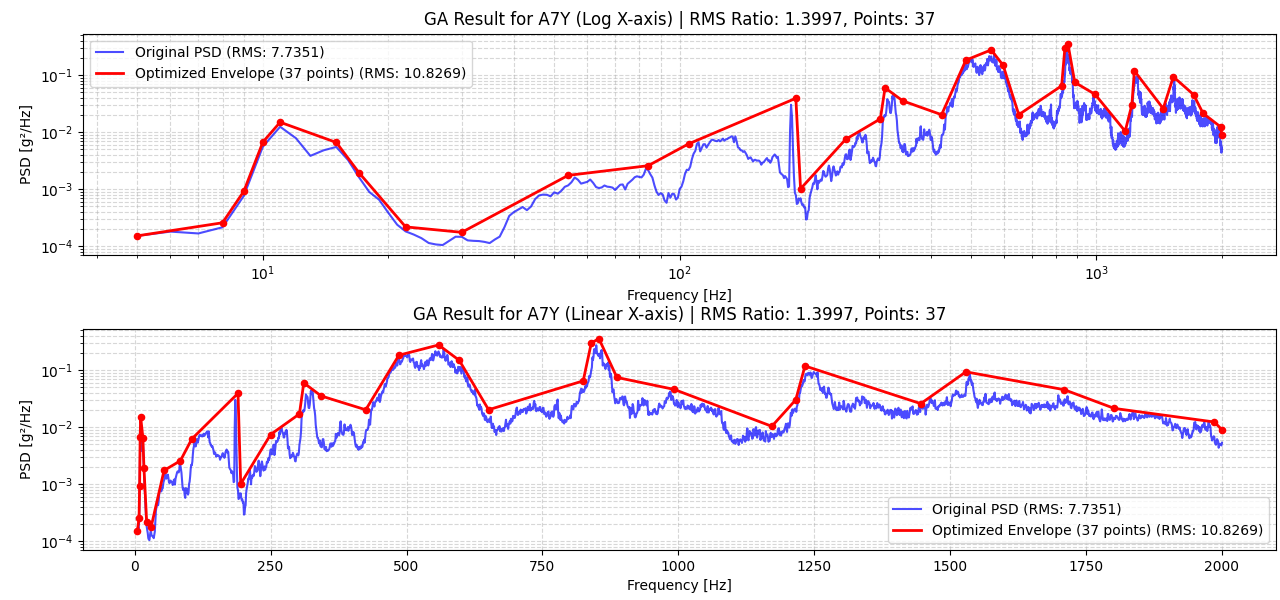 GA Result for A7Y (Log X-axis) | RMS Ratio: 1.3997, Points: 37
Original PSD (RMS: 7.7351)
Optimized Envelope (37 points) (RMS: 10.8269)
PSD [g²/Hz]
10⁻¹
10⁻²
10⁻³
10⁻⁴
10¹ 10² 10³
Frequency [Hz]
GA Result for A7Y (Linear X-axis) | RMS Ratio: 1.3997, Points: 37
PSD [g²/Hz]
10⁻¹
10⁻²
10⁻³
10⁻⁴
Original PSD (RMS: 7.7351)
Optimized Envelope (37 points) (RMS: 10.8269)
0 250 500 750 1000 1250 1500 1750 2000
Frequency [Hz]